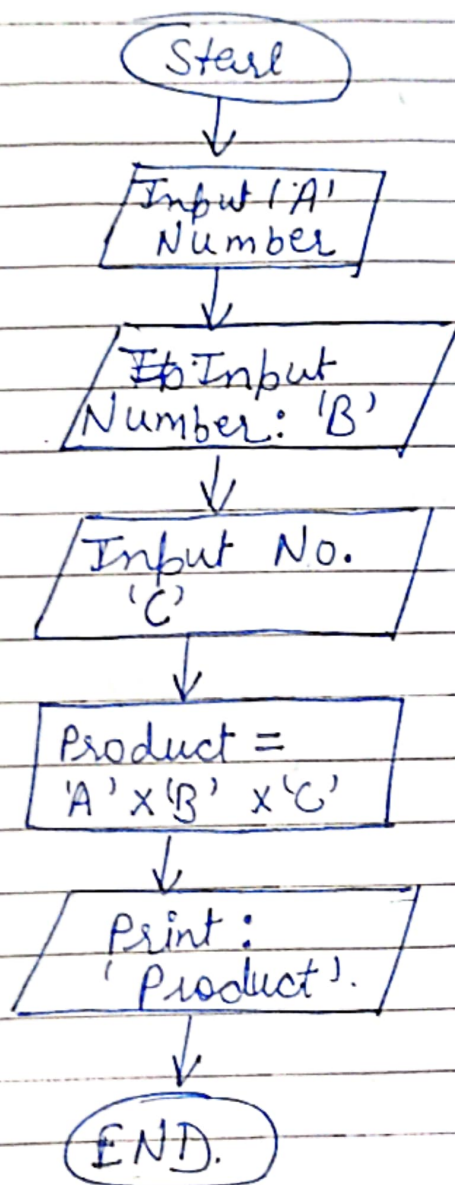 Start
Input 'A'
Number
Input
Number: 'B'
Input No.
'C'
Product =
'A' x 'B' x 'C'
Print:
'Product'.
END.